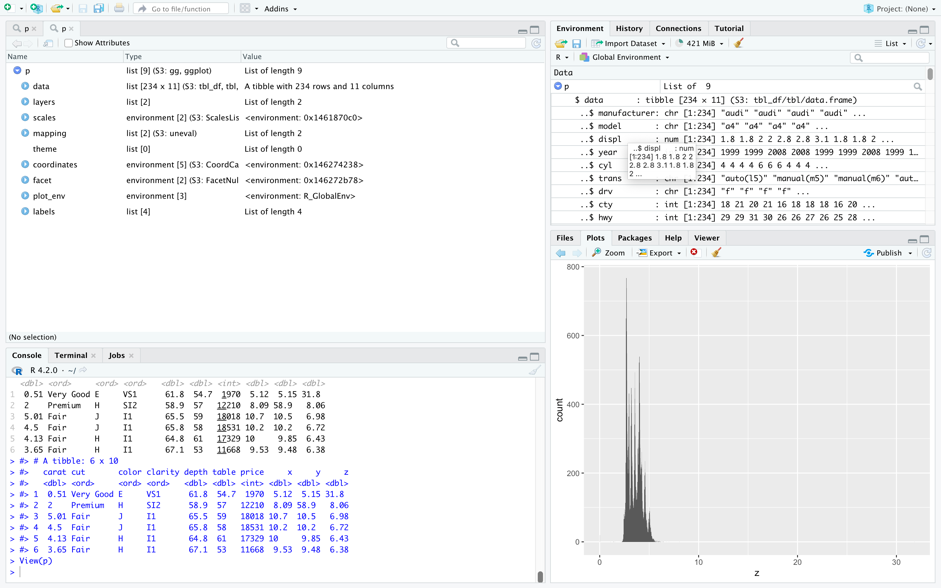 Go to file/function
Addins
Project: (None)
p
p
Show Attributes
Name Type Value
p list [9] (S3: gg, ggplot) List of length 9
data list [234 x 11] (S3: tbl_df, tbl, A tibble with 234 rows and 11 columns
layers list [2] List of length 2
scales environment [2] (S3: ScalesLis <environment: 0x1461870c0>
mapping list [2] (S3: uneval) List of length 2
theme list [0] List of length 0
coordinates environment [5] (S3: CoordCa <environment: 0x146274238>
facet environment [2] (S3: FacetNul <environment: 0x146272b78>
plot_env environment [3] <environment: R_GlobalEnv>
labels list [4] List of length 4
(No selection)
Console Terminal Jobs
R 4.2.0 · ~/
<dbl> <ord> <ord> <ord> <dbl> <dbl> <int> <dbl> <dbl> <dbl>
1 0.51 Very Good E VS1 61.8 54.7 1970 5.12 5.15 31.8
2 2 Premium H SI2 58.9 57 12210 8.09 58.9 8.06
3 5.01 Fair J I1 65.5 59 18018 10.7 10.5 6.98
4 4.5 Fair J I1 65.8 58 18531 10.2 10.2 6.72
5 4.13 Fair H I1 64.8 61 17329 10 9.85 6.43
6 3.65 Fair H I1 67.1 53 11668 9.53 9.48 6.38
> #> # A tibble: 6 x 10
> #> carat cut color clarity depth table price x y z
> #> <dbl> <ord> <ord> <ord> <dbl> <dbl> <int> <dbl> <dbl> <dbl>
> #> 1 0.51 Very Good E VS1 61.8 54.7 1970 5.12 5.15 31.8
> #> 2 2 Premium H SI2 58.9 57 12210 8.09 58.9 8.06
> #> 3 5.01 Fair J I1 65.5 59 18018 10.7 10.5 6.98
> #> 4 4.5 Fair J I1 65.8 58 18531 10.2 10.2 6.72
> #> 5 4.13 Fair H I1 64.8 61 17329 10 9.85 6.43
> #> 6 3.65 Fair H I1 67.1 53 11668 9.53 9.48 6.38
> View(p)
>
Environment History Connections Tutorial
Import Dataset 421 MiB List
R Global Environment
Data
p List of 9
$ data : tibble [234 × 11] (S3: tbl_df/tbl/data.frame)
..$ manufacturer: chr [1:234] "audi" "audi" "audi" ...
..$ model : chr [1:234] "a4" "a4" "a4" "a4" ...
..$ displ : num [1:234] 1.8 1.8 2 2 2.8 2.8 3.1 1.8 1.8 2 ...
..$ year 1999 1999 2008 2008 1999 1999 2008 1999 1…
..$ cyl 4 4 4 4 6 6 6 4 4 4 ...
..$ trans "auto(l5)" "manual(m5)" "manual(m6)" "aut…
..$ drv : chr [1:234] "f" "f" "f" "f" ...
..$ cty : int [1:234] 18 21 20 21 16 18 18 18 16 20 ...
..$ hwy : int [1:234] 29 29 31 30 26 26 27 26 25 28 ...
..$ displ : num
[1:234] 1.8 1.8 2 2
2.8 2.8 3.1 1.8 1.8
2 ...
Files Plots Packages Help Viewer
Zoom Export Publish
800
600
400
200
0
count
0 10 20 30
z